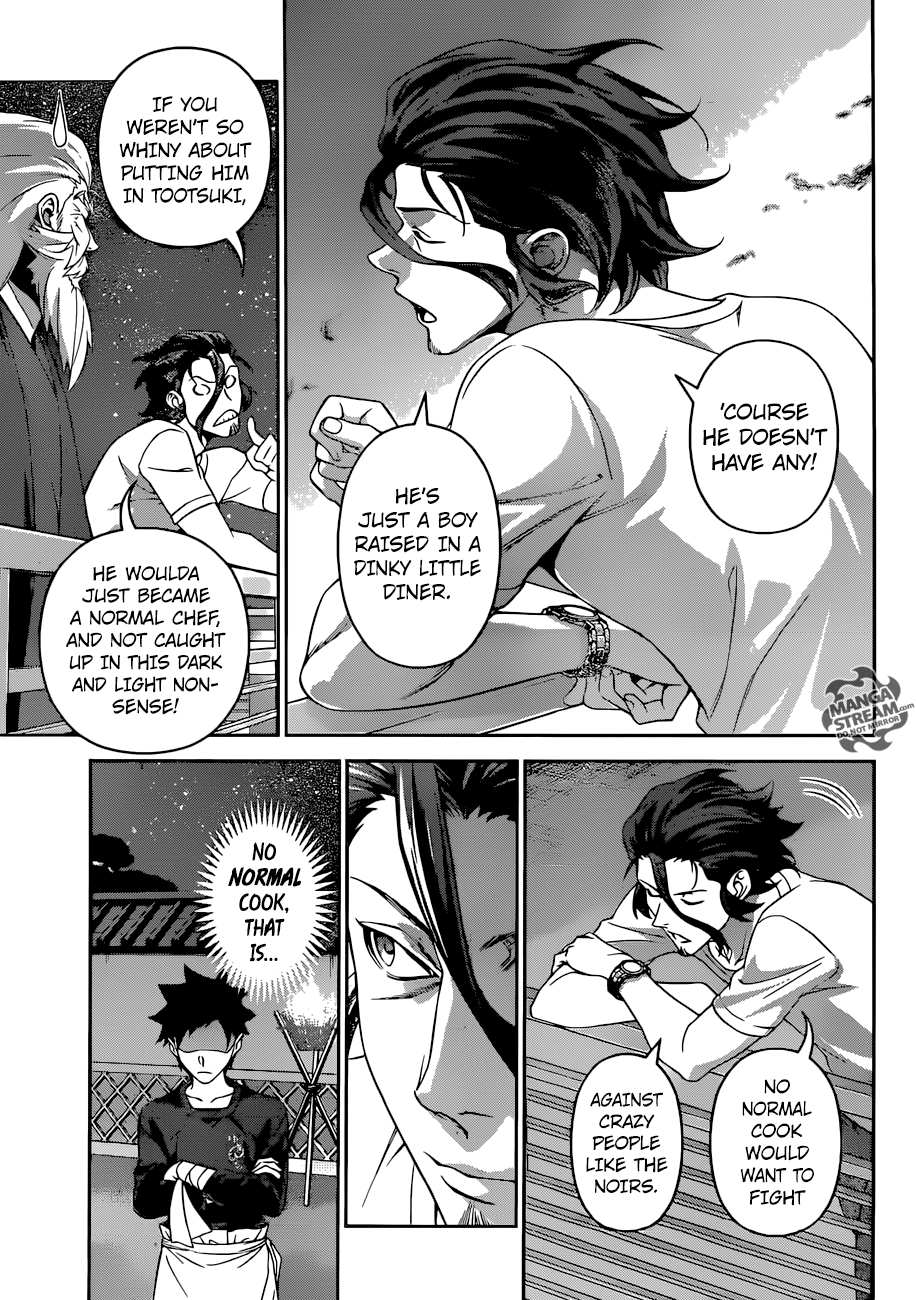 'COURSE
HE DOESN'T
HAVE ANY!
HE'S
JUST A BOY
RAISED IN A
DINKY LITTLE
DINER.
IF YOU
WEREN'T SO
WHINY ABOUT
PUTTING HIM
IN TOOTSUKI,
HE WOULDA
JUST BECAME
A NORMAL CHEF,
AND NOT CAUGHT
UP IN THIS DARK
AND LIGHT NON-
SENSE!
MANGA
STREAM.com
DO NOT MIRROR
NO
NORMAL
COOK
WOULD
WANT TO
FIGHT
AGAINST
CRAZY
PEOPLE
LIKE THE
NOIRS.
NO
NORMAL
COOK,
THAT
IS...